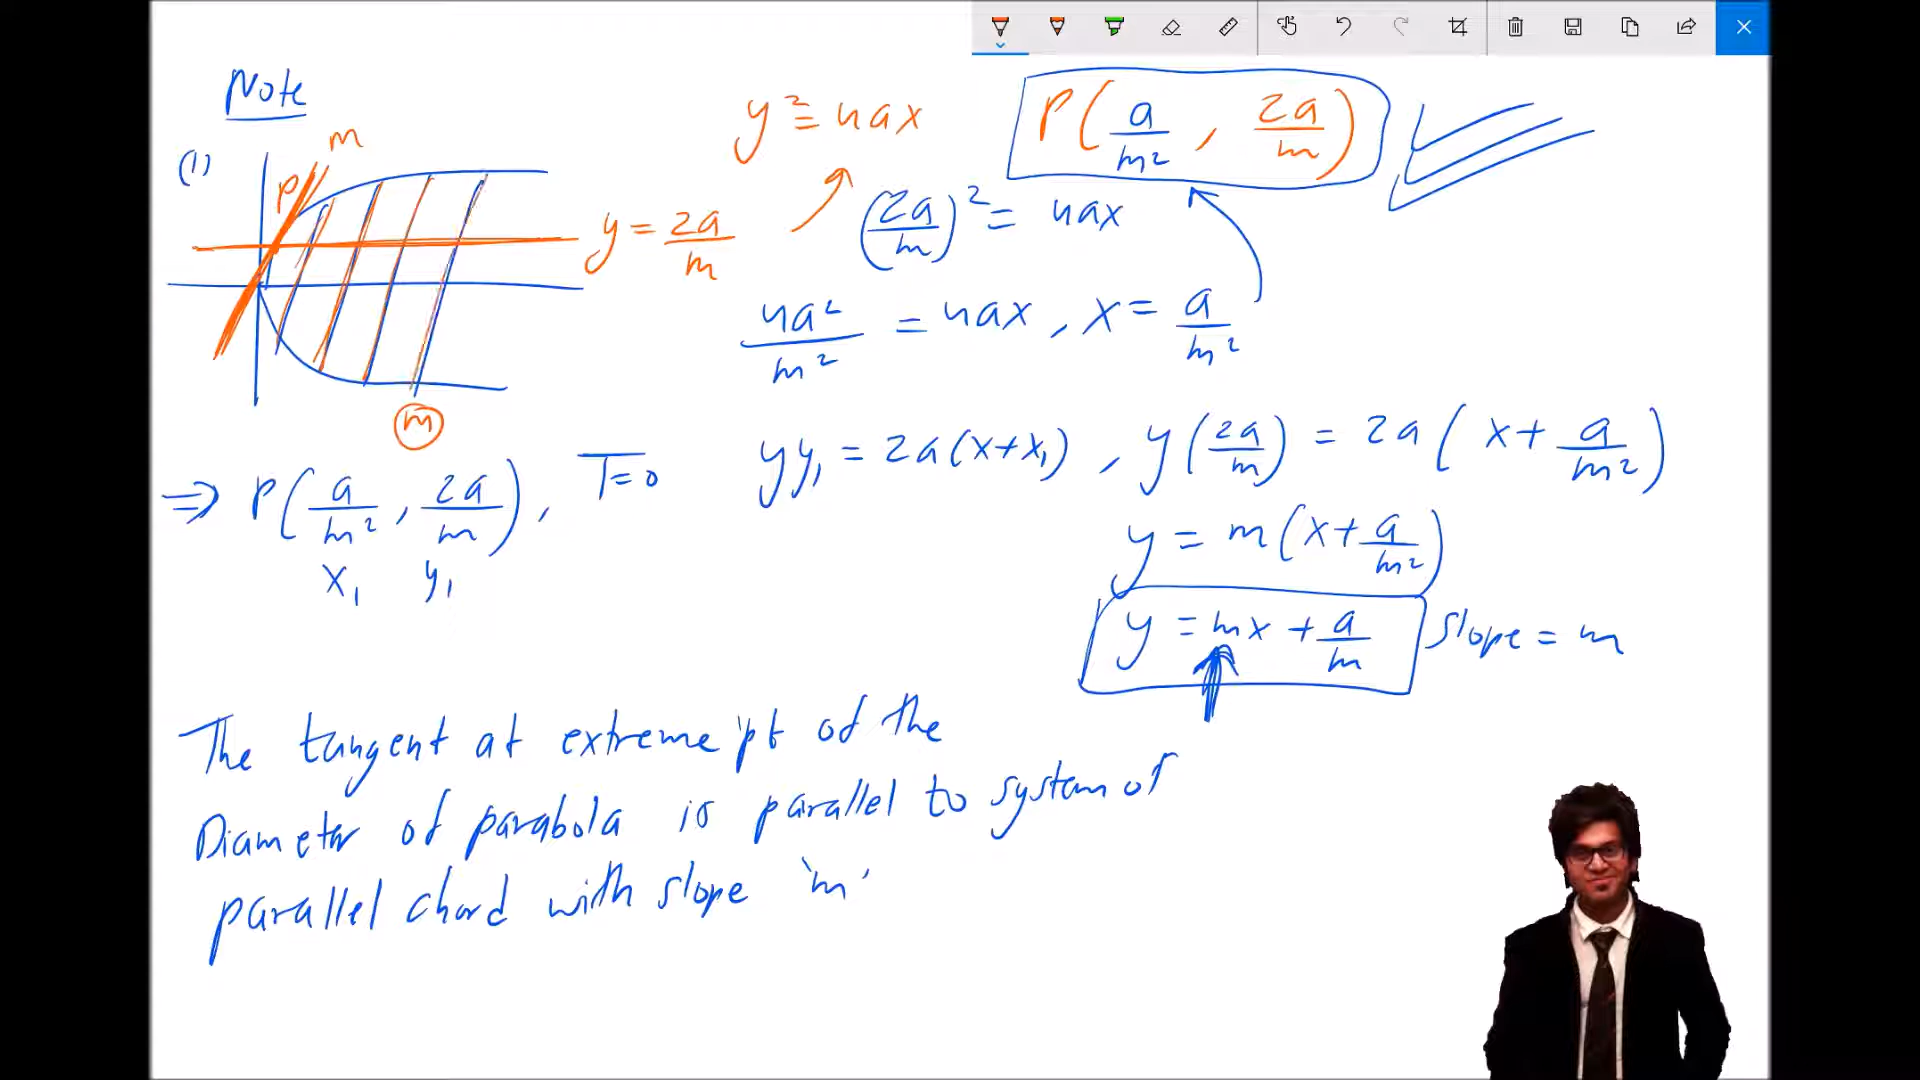 Note
(1)
m
P
y = 2a/m
m
y² = 4ax
P(a/m², 2a/m)
(2a/m)² = 4ax
4a²/m² = 4ax, x = a/m²
⇒ P(a/m², 2a/m), T=0
x₁ y₁
yy₁ = 2a(x+x₁), y(2a/m) = 2a(x+a/m²)
y = m(x+a/m²)
y = mx + a/m slope = m
The tangent at extreme pt of the
Diameter of parabola is parallel to system of
parallel chord with slope 'm'